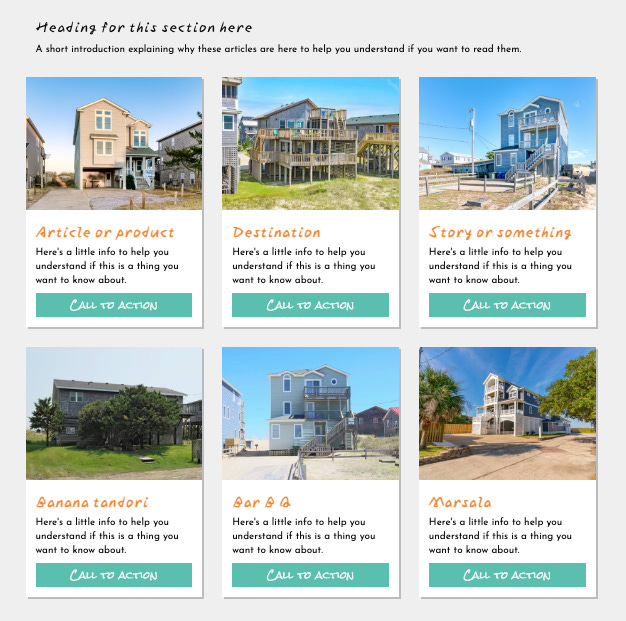 Heading for this section here
A short introduction explaining why these articles are here to help you understand if you want to read them.
Article or product
Here's a little info to help you
understand if this is a thing you
want to know about.
Call to action
Destination
Here's a little info to help you
understand if this is a thing you
want to know about.
Call to action
Story or something
Here's a little info to help you
understand if this is a thing you
want to know about.
Call to action
Banana tandori
Here's a little info to help you
understand if this is a thing you
want to know about.
Call to action
Bar B Q
Here's a little info to help you
understand if this is a thing you
want to know about.
Call to action
Marsala
Here's a little info to help you
understand if this is a thing you
want to know about.
Call to action